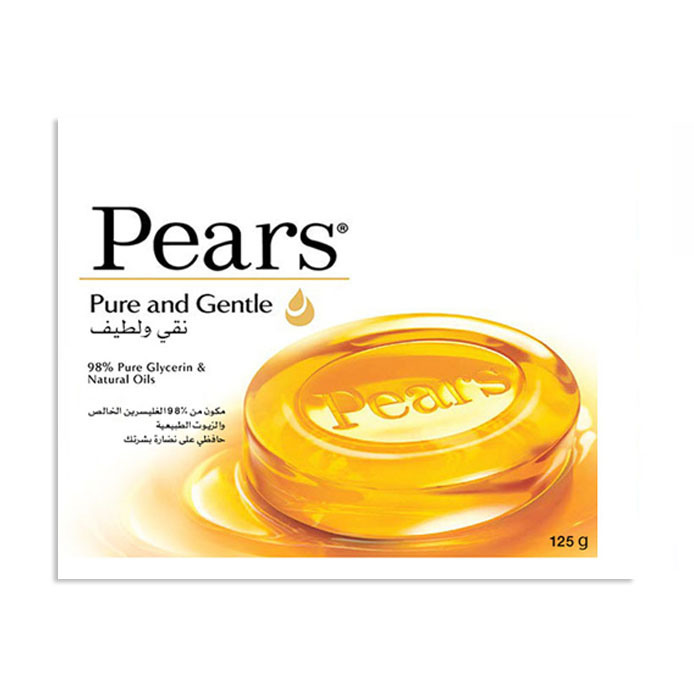 Pears®
Pure and Gentle
نقي ولطيف
98% Pure Glycerin &
Natural Oils
مكون من %98 الغليسرين الخالص
والزيوت الطبيعية
حافظي على نضارة بشرتك
Pears
125 g